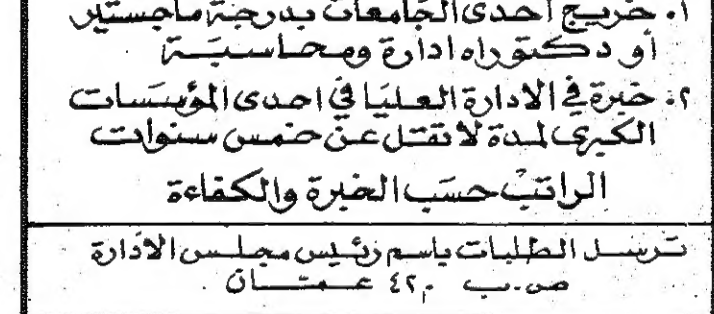 ١. خريج احدى الجامعات بدرجة ماجستير
أو دكتوراه ادارة ومحاسبة
٢. خبرة في الادارة العليا في احدى المؤسسات
الكبرى لمدة لا تقل عن خمس سنوات
الراتب حسب الخبرة والكفاءة
ترسل الطلبات باسم رئيس مجلس الادارة
ص.ب ٤٢٠ عمان